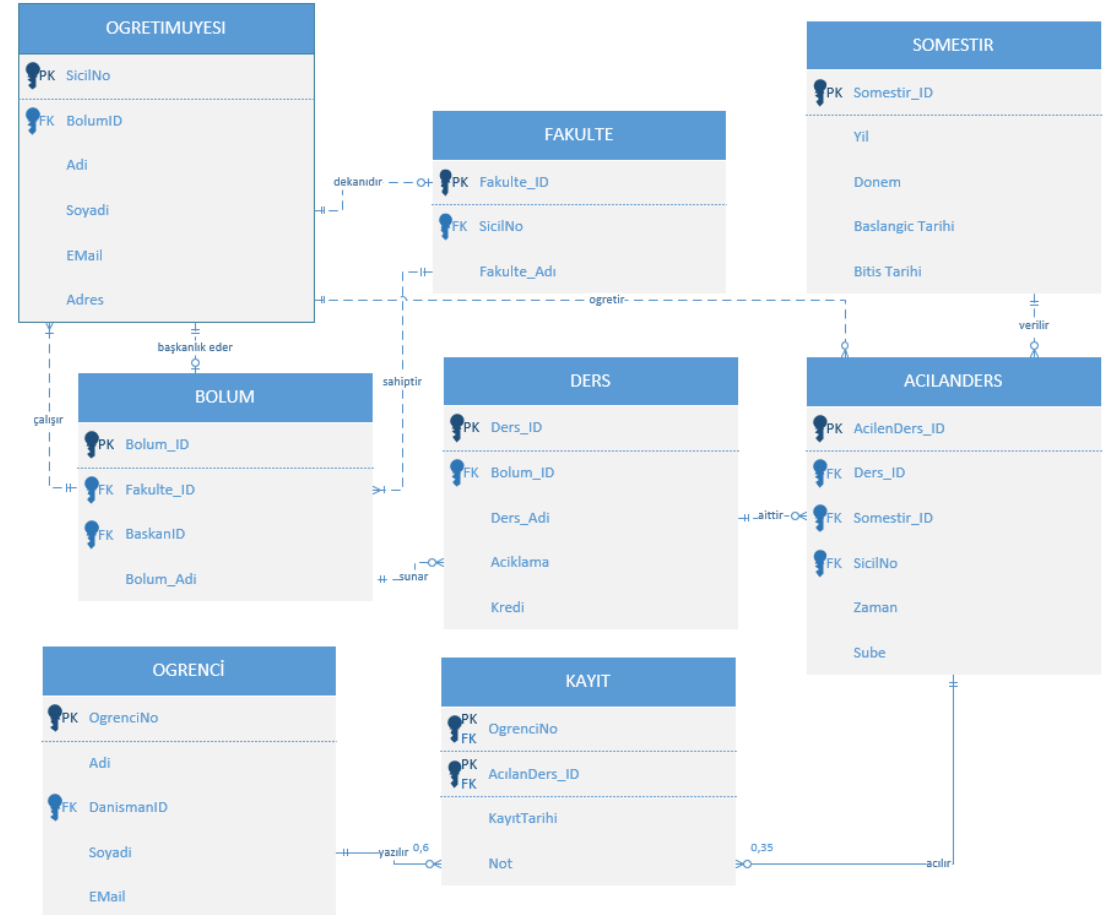 OGRETIMUYESI
PK SicilNo
FK BolumID
Adi
Soyadi
EMail
Adres
SOMESTIR
PK Somestir_ID
Yil
Donem
Baslangic Tarihi
Bitis Tarihi
FAKULTE
PK Fakulte_ID
FK SicilNo
Fakulte_Adı
dekanıdır
ogretir
verilir
başkanlık eder
sahiptir
çalışır
BOLUM
PK Bolum_ID
FK Fakulte_ID
FK BaskanID
Bolum_Adi
DERS
PK Ders_ID
FK Bolum_ID
Ders_Adi
Aciklama
Kredi
ACILANDERS
PK AcilenDers_ID
FK Ders_ID
FK Somestir_ID
FK SicilNo
Zaman
Sube
aittir
sunar
OGRENCİ
PK OgrenciNo
Adi
FK DanismanID
Soyadi
EMail
KAYIT
PK
FK OgrenciNo
PK
FK AcılanDers_ID
KayıtTarihi
Not
yazılır
0,6
0,35
acılır